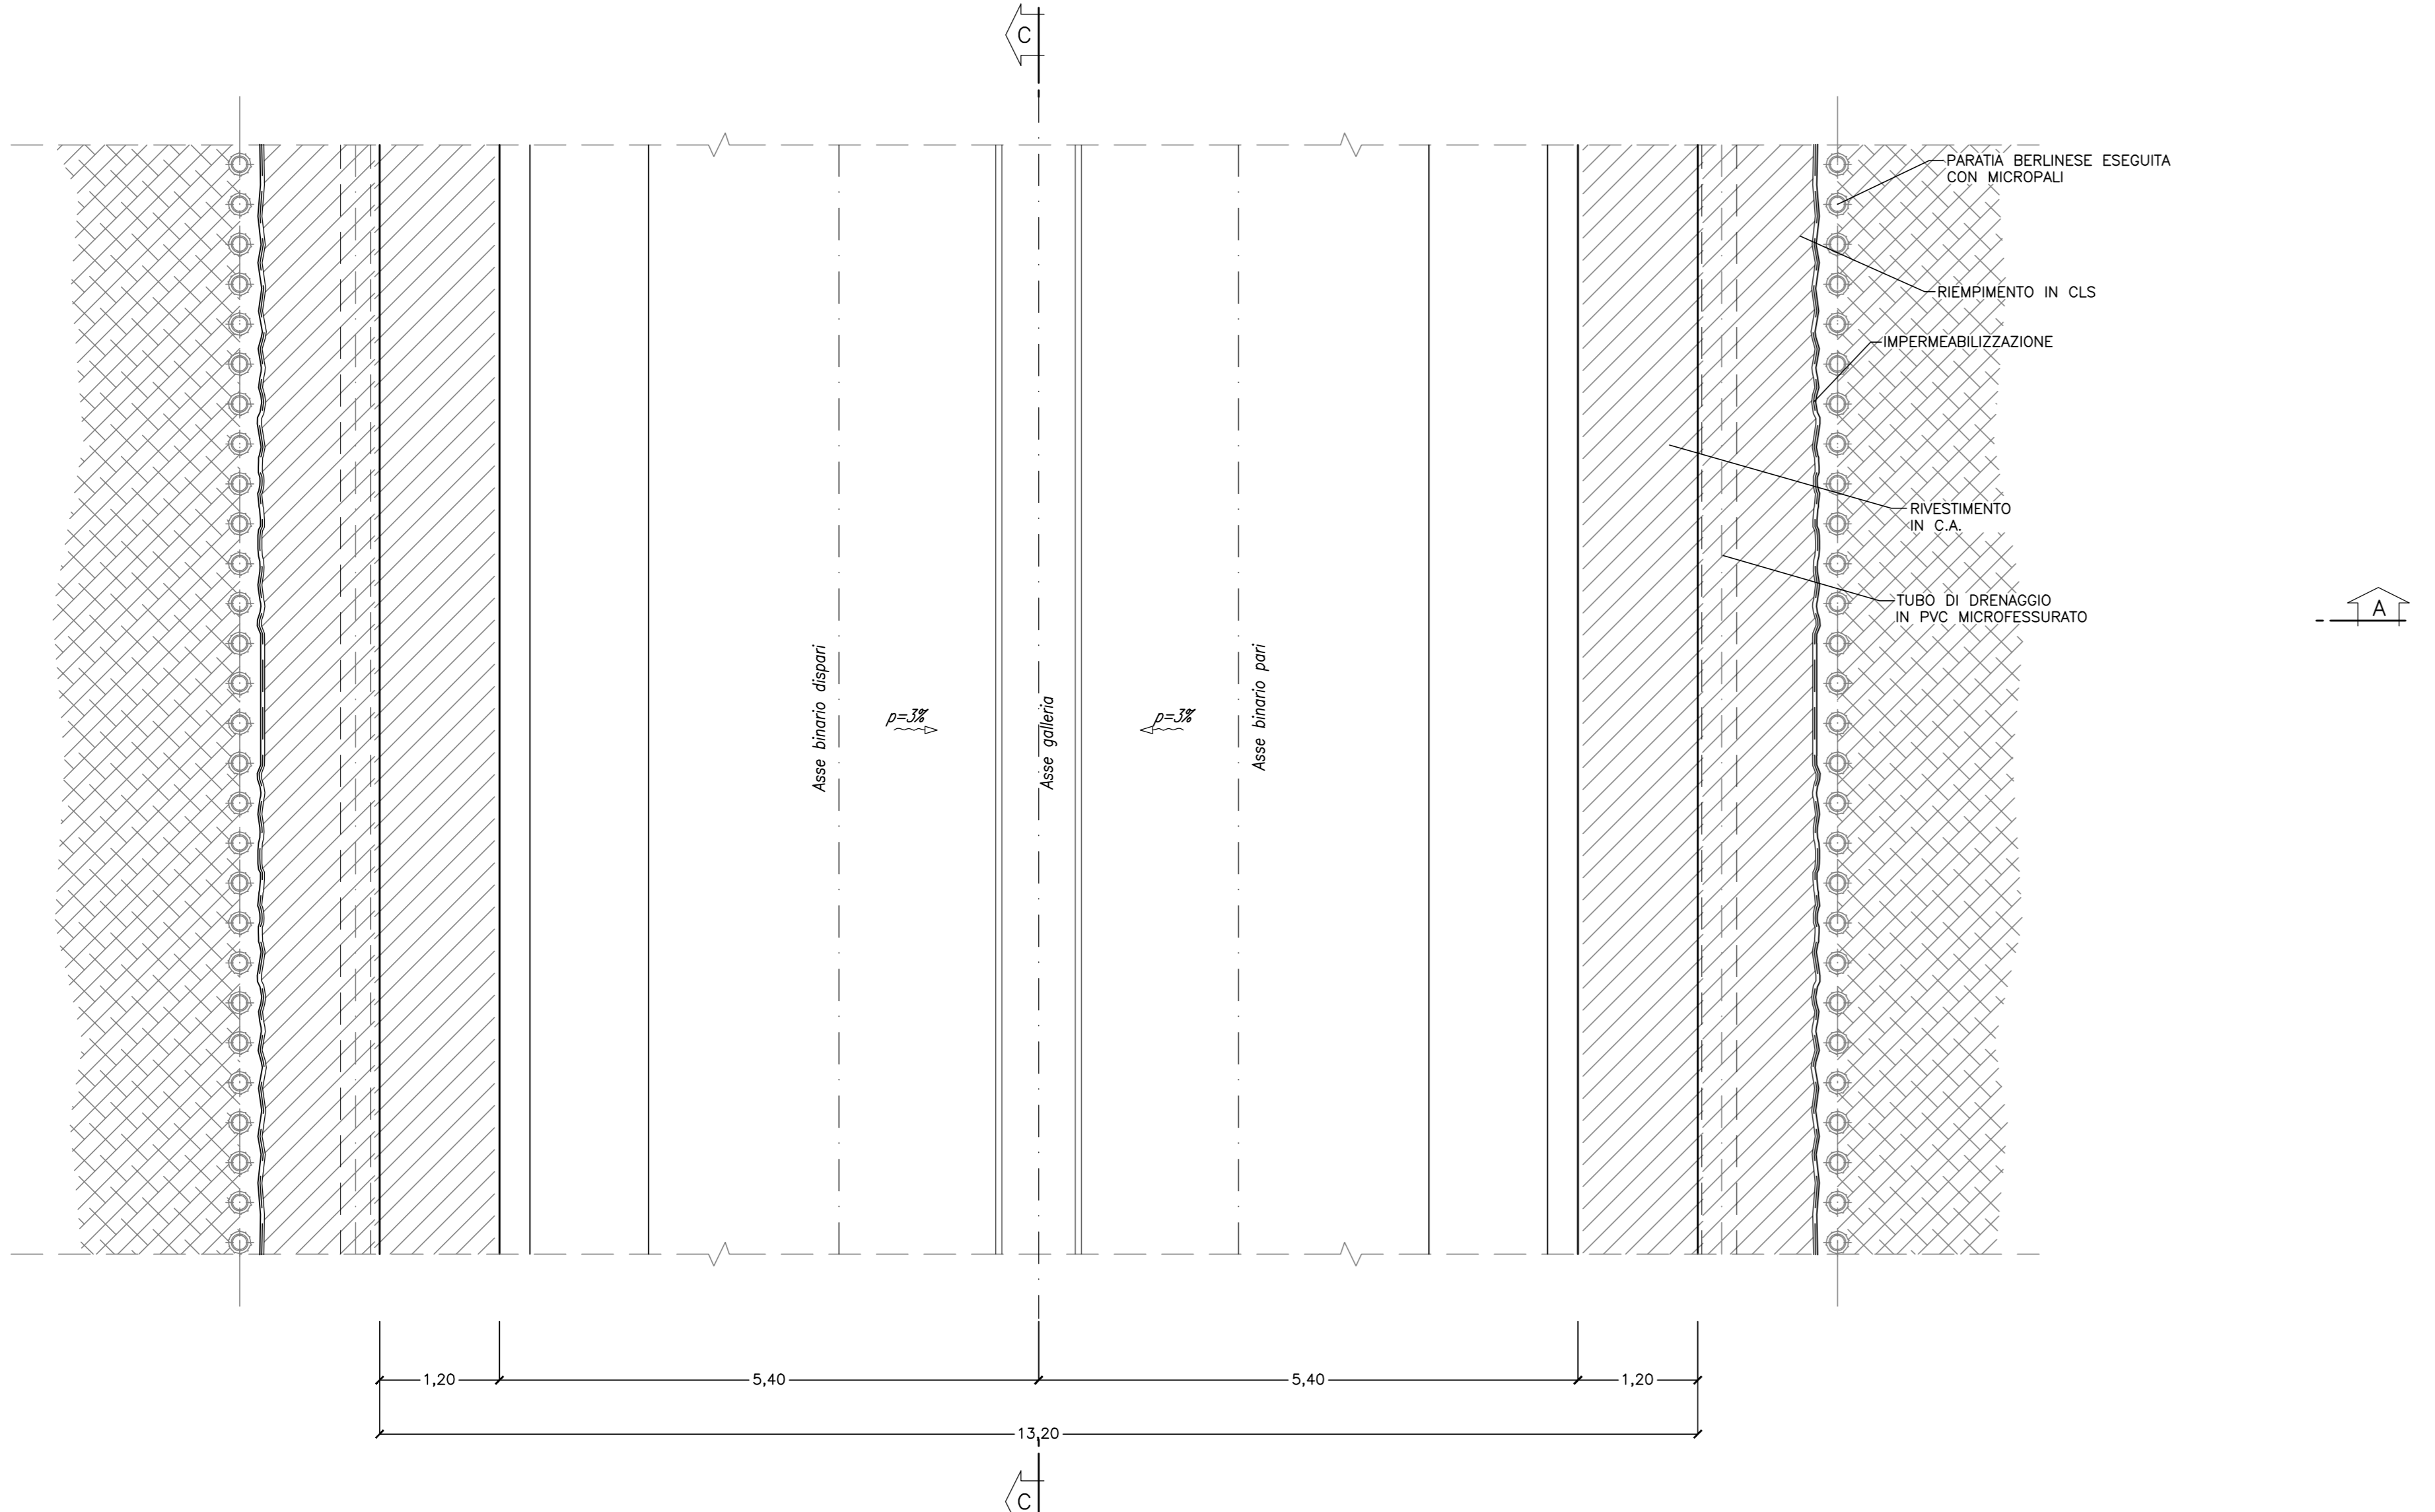 C
PARATIA BERLINESE ESEGUITA
CON MICROPALI
RIEMPIMENTO IN CLS
IMPERMEABILIZZAZIONE
RIVESTIMENTO
IN C.A.
TUBO DI DRENAGGIO
IN PVC MICROFESSURATO
A
Asse binario dispari
p=3%
Asse galleria
p=3%
Asse binario pari
1,20
5,40
5,40
1,20
13,20
C